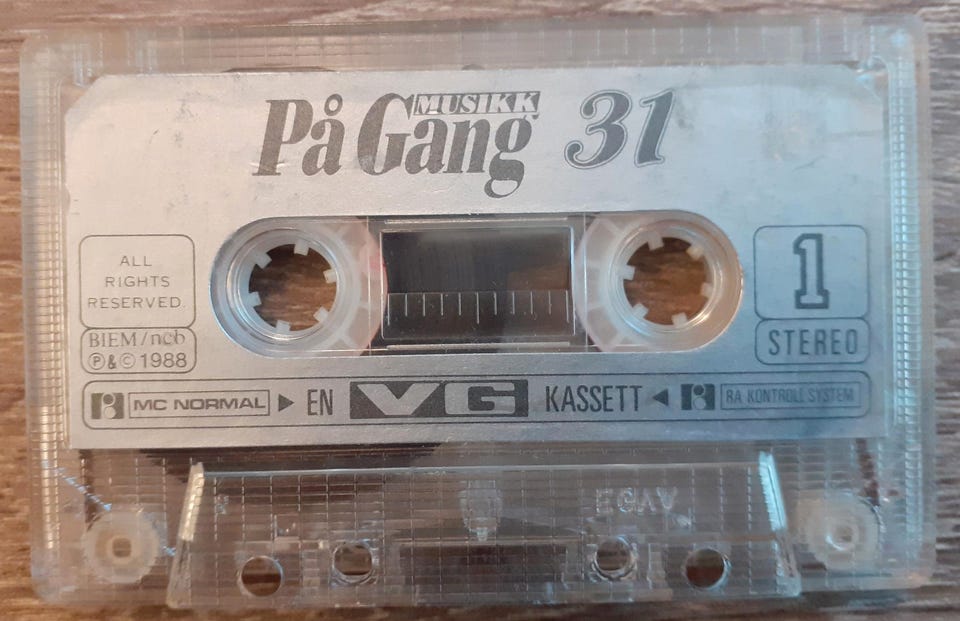 MUSIKK
På Gang 31
ALL
RIGHTS
RESERVED.
BIEM/ncb
Ⓟ&© 1988
1
STEREO
MC NORMAL ▶ EN VG KASSETT ◀ RA KONTROLL SYSTEM